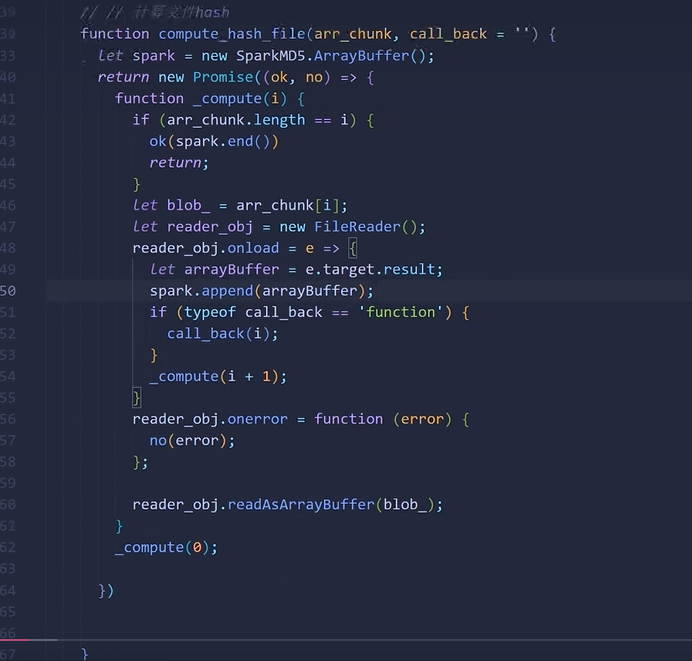 39 // // 计算文件hash
39 function compute_hash_file(arr_chunk, call_back = '') {
33 let spark = new SparkMD5.ArrayBuffer();
40 return new Promise((ok, no) => {
41 function _compute(i) {
42 if (arr_chunk.length == i) {
43 ok(spark.end())
44 return;
45 }
46 let blob_ = arr_chunk[i];
47 let reader_obj = new FileReader();
48 reader_obj.onload = e => {
49 let arrayBuffer = e.target.result;
50 spark.append(arrayBuffer);
51 if (typeof call_back == 'function') {
52 call_back(i);
53 }
54 _compute(i + 1);
55 }
56 reader_obj.onerror = function (error) {
57 no(error);
58 };
59
60 reader_obj.readAsArrayBuffer(blob_);
61 }
62 _compute(0);
63
64 })
65
66
67 }